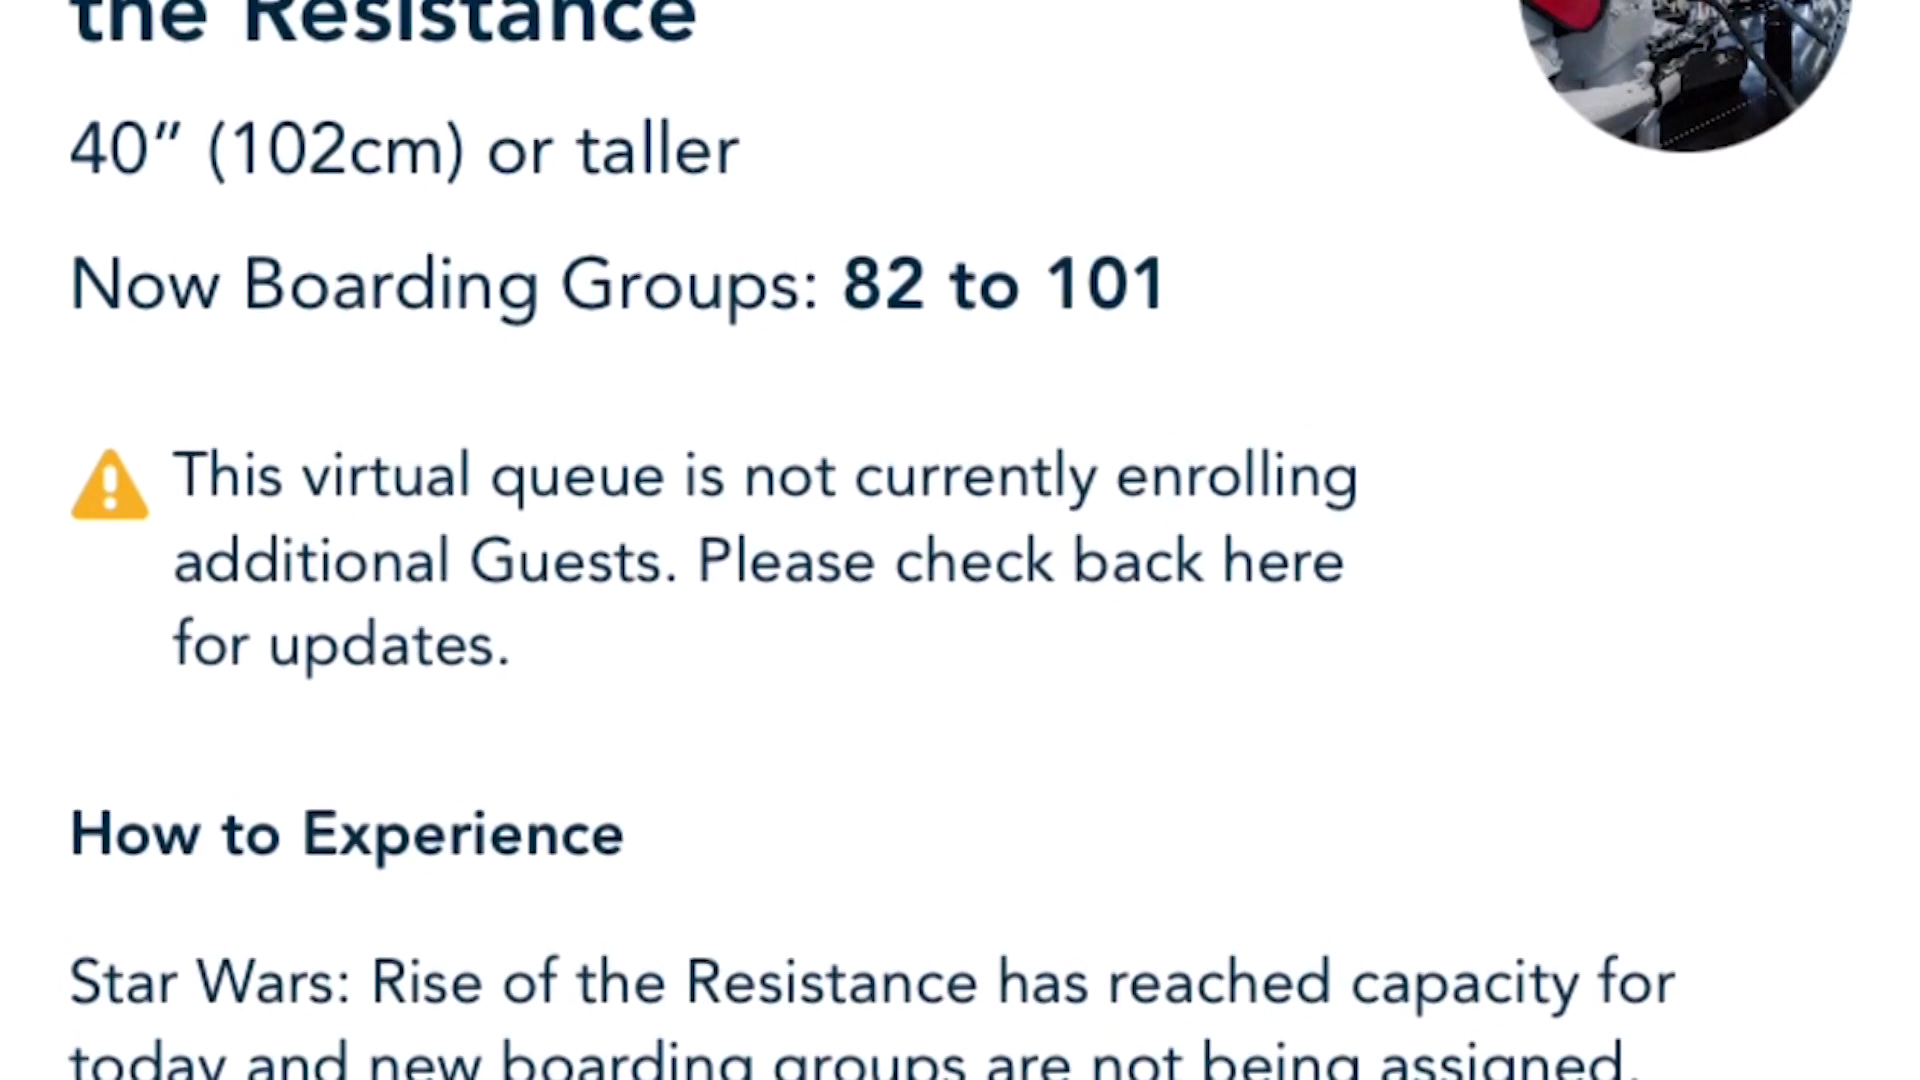 the Resistance
40” (102cm) or taller
Now Boarding Groups: 82 to 101
This virtual queue is not currently enrolling
additional Guests. Please check back here
for updates.
How to Experience
Star Wars: Rise of the Resistance has reached capacity for
today and new boarding groups are not being assigned.